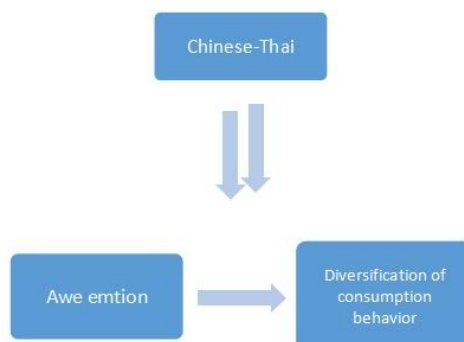 Chinese-Thai
Awe emtion
Diversification of
consumption
behavior